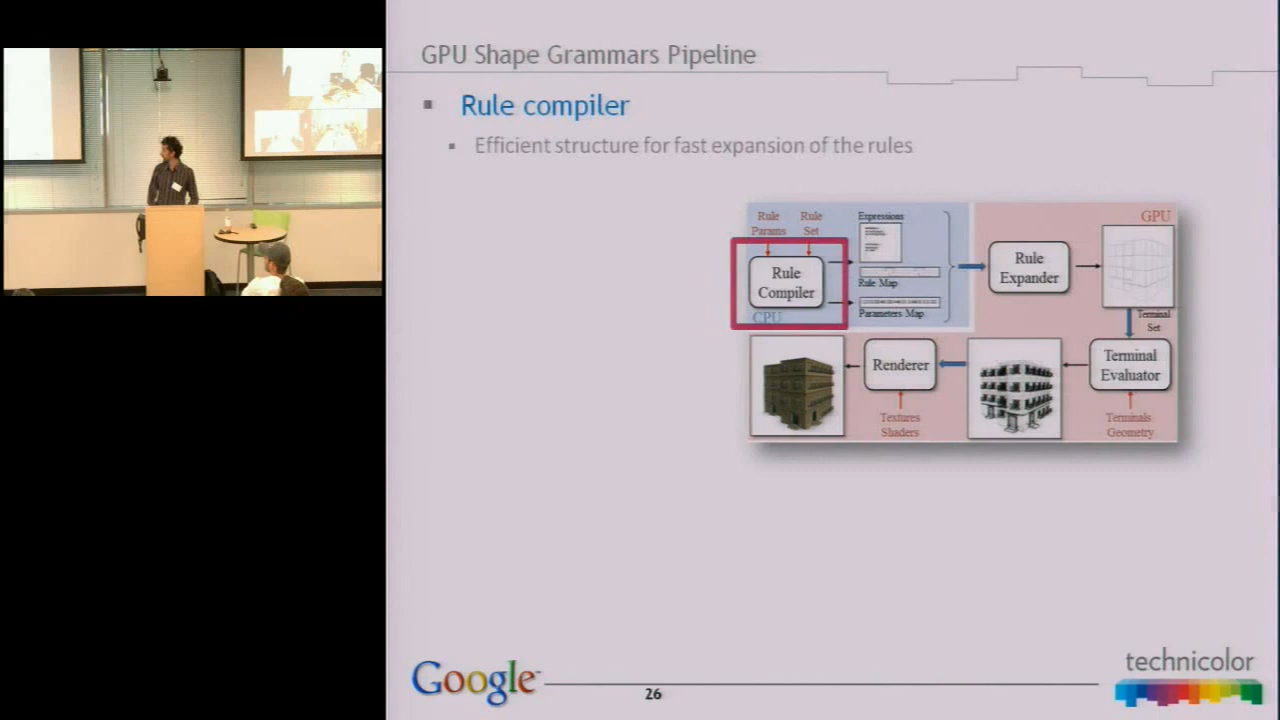 GPU Shape Grammars Pipeline
Rule compiler
Efficient structure for fast expansion of the rules
Rule
Params
Rule
Set
Expressions
GPU
Rule
Compiler
Rule Map
Parameters Map
CPU
Rule
Expander
Terminal
Set
Renderer
Terminal
Evaluator
Textures
Shaders
Terminals
Geometry
Google
26
technicolor